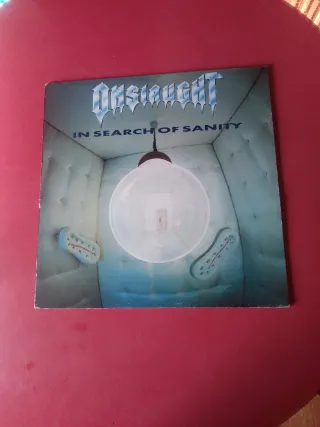 ONSLAUGHT
IN SEARCH OF SANITY